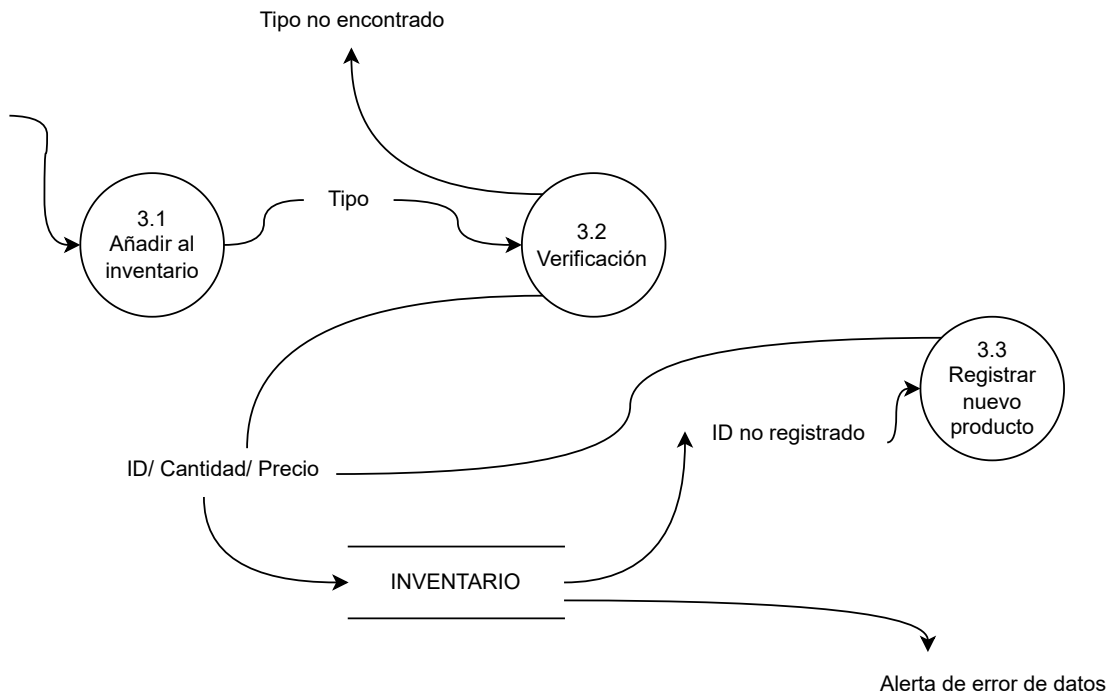 Tipo no encontrado
3.1
Añadir al
inventario
Tipo
3.2
Verificación
3.3
Registrar
nuevo
producto
ID no registrado
ID/ Cantidad/ Precio
INVENTARIO
Alerta de error de datos